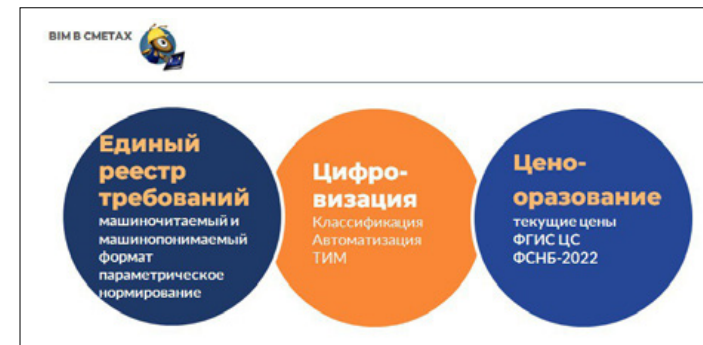 BIM В СМЕТАХ
Единый
реестр
требований
машиночитаемый и
машинопонимаемый
формат
параметрическое
нормирование
Цифро-
визация
Классификация
Автоматизация
ТИМ
Цено-
оразование
текущие цены
ФГИС ЦС
ФСНБ-2022